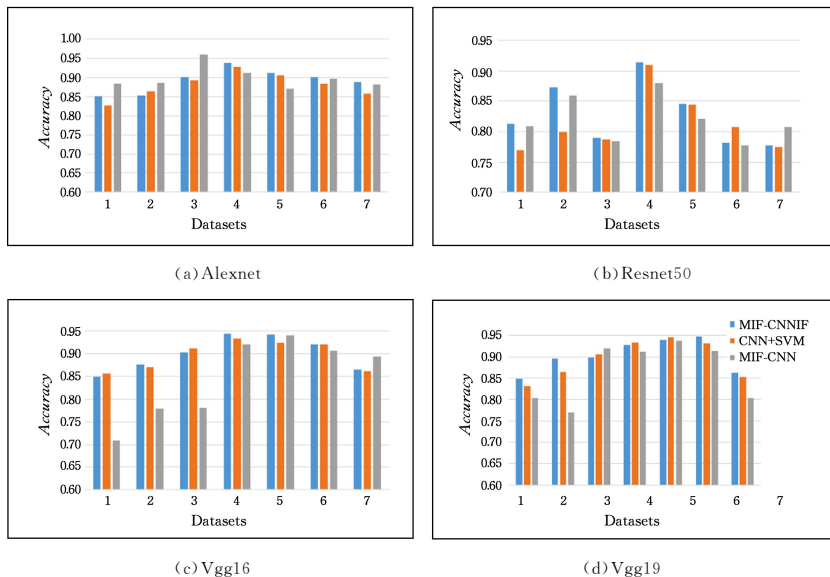 1.00
0.95
0.90
0.85
0.80
0.75
0.70
0.65
0.60
Accuracy
1 2 3 4 5 6 7
Datasets
(a)Alexnet
0.95
0.90
0.85
0.80
0.75
0.70
Accuracy
1 2 3 4 5 6 7
Datasets
(b)Resnet50
0.95
0.90
0.85
0.80
0.75
0.70
0.65
0.60
Accuracy
1 2 3 4 5 6 7
Datasets
(c)Vgg16
MIF-CNNIF
CNN+SVM
MIF-CNN
0.95
0.90
0.85
0.80
0.75
0.70
0.65
0.60
Accuracy
1 2 3 4 5 6 7
Datasets
(d)Vgg19